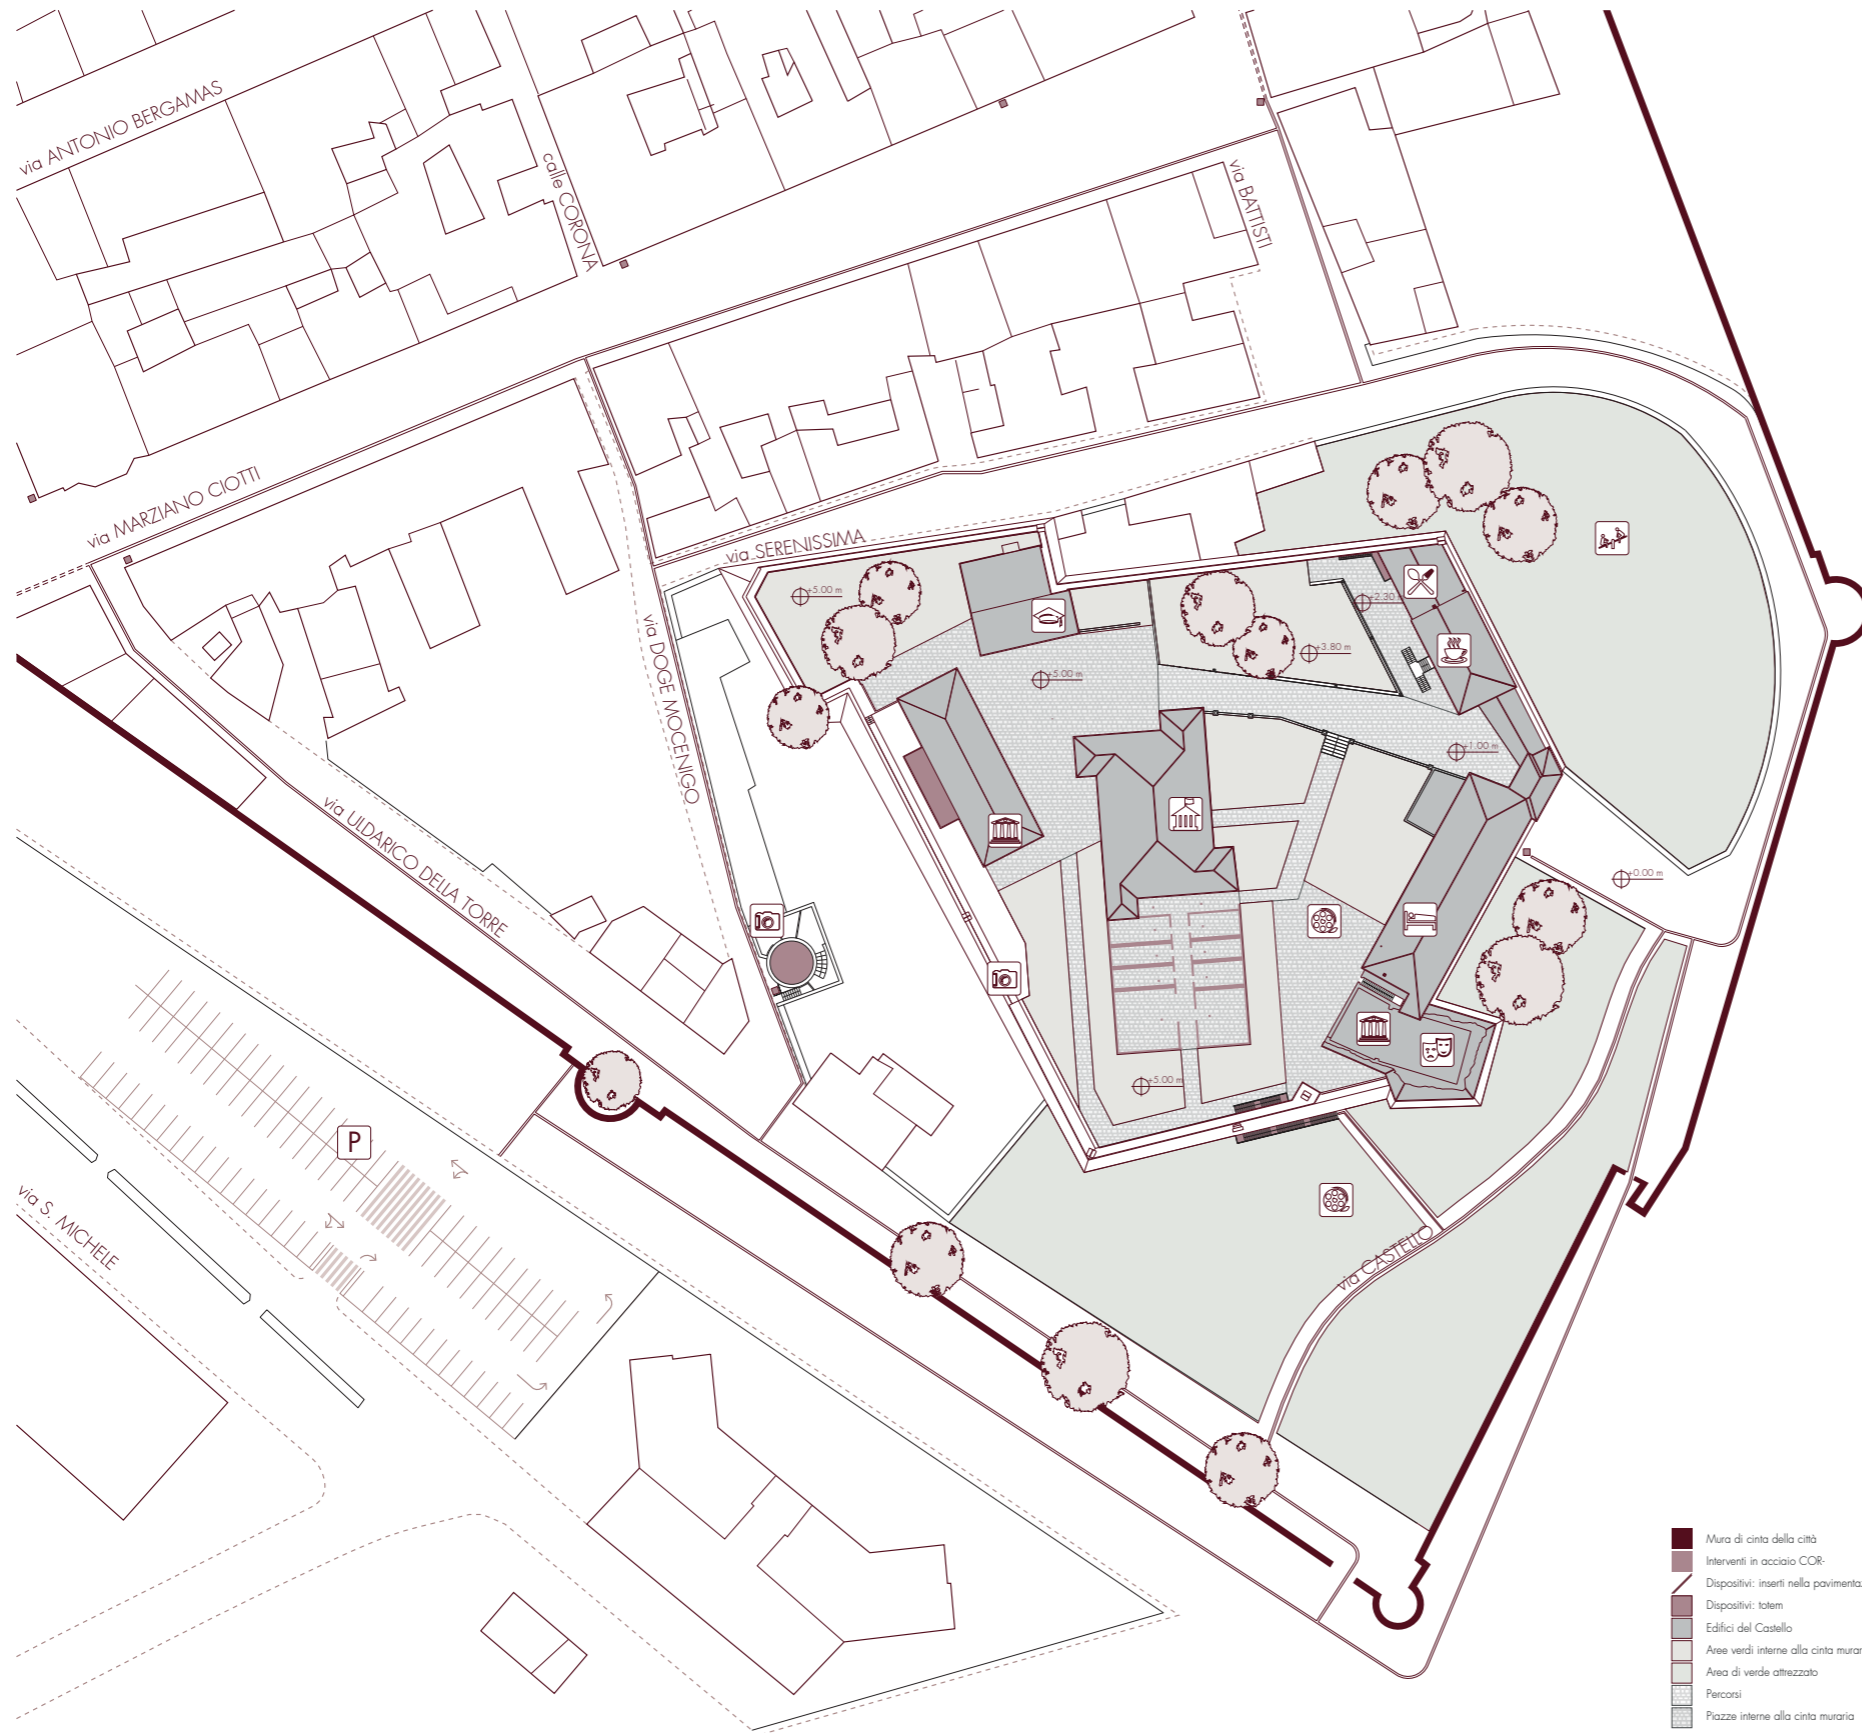 via ANTONIO BERGAMAS
calle CORONA
via BATTISTI
via MARZIANO CIOTTI
via SERENISSIMA
+5.00 m
+2.30
+3.80 m
+5.00 m
via DOGE MOCENIGO
+1.00 m
via ULDARICO DELLA TORRE
+0.00 m
+5.00 m
P
via S. MICHELE
via CASTELLO
Mura di cinta della città
Interventi in acciaio COR-
Dispositivi: inserti nella pavimenta
Dispositivi: totem
Edifici del Castello
Aree verdi interne alla cinta murar
Area di verde attrezzato
Percorsi
Piazze interne alla cinta muraria